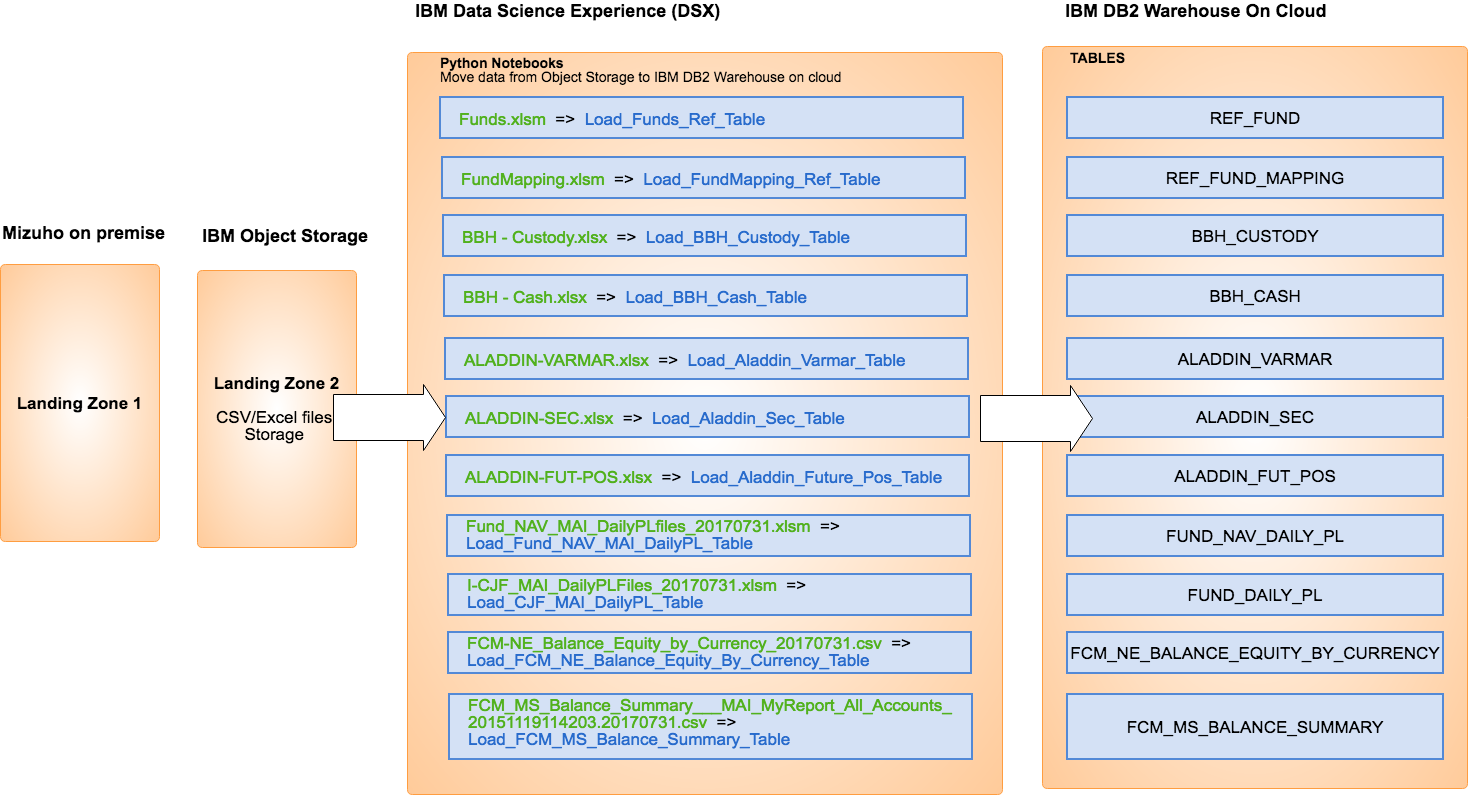 IBM Data Science Experience (DSX)
IBM DB2 Warehouse On Cloud
Mizuho on premise
Landing Zone 1
IBM Object Storage
Landing Zone 2
CSV/Excel files
Storage
Python Notebooks
Move data from Object Storage to IBM DB2 Warehouse on cloud
Funds.xlsm => Load_Funds_Ref_Table
FundMapping.xlsm => Load_FundMapping_Ref_Table
BBH - Custody.xlsx => Load_BBH_Custody_Table
BBH - Cash.xlsx => Load_BBH_Cash_Table
ALADDIN-VARMAR.xlsx => Load_Aladdin_Varmar_Table
ALADDIN-SEC.xlsx => Load_Aladdin_Sec_Table
ALADDIN-FUT-POS.xlsx => Load_Aladdin_Future_Pos_Table
Fund_NAV_MAI_DailyPLfiles_20170731.xlsm =>
Load_Fund_NAV_MAI_DailyPL_Table
I-CJF_MAI_DailyPLFiles_20170731.xlsm =>
Load_CJF_MAI_DailyPL_Table
FCM-NE_Balance_Equity_by_Currency_20170731.csv =>
Load_FCM_NE_Balance_Equity_By_Currency_Table
FCM_MS_Balance_Summary___MAI_MyReport_All_Accounts_
20151119114203.20170731.csv =>
Load_FCM_MS_Balance_Summary_Table
TABLES
REF_FUND
REF_FUND_MAPPING
BBH_CUSTODY
BBH_CASH
ALADDIN_VARMAR
ALADDIN_SEC
ALADDIN_FUT_POS
FUND_NAV_DAILY_PL
FUND_DAILY_PL
FCM_NE_BALANCE_EQUITY_BY_CURRENCY
FCM_MS_BALANCE_SUMMARY